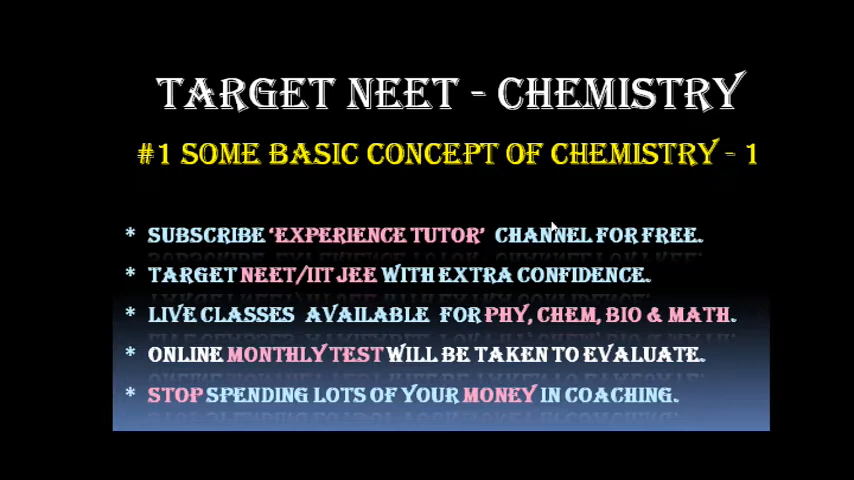 TARGET NEET - CHEMISTRY
#1 SOME BASIC CONCEPT OF CHEMISTRY - 1
* SUBSCRIBE ‘EXPERIENCE TUTOR’ CHANNEL FOR FREE.
* TARGET NEET/IIT JEE WITH EXTRA CONFIDENCE.
* LIVE CLASSES AVAILABLE FOR PHY, CHEM, BIO & MATH.
* ONLINE MONTHLY TEST WILL BE TAKEN TO EVALUATE.
* STOP SPENDING LOTS OF YOUR MONEY IN COACHING.